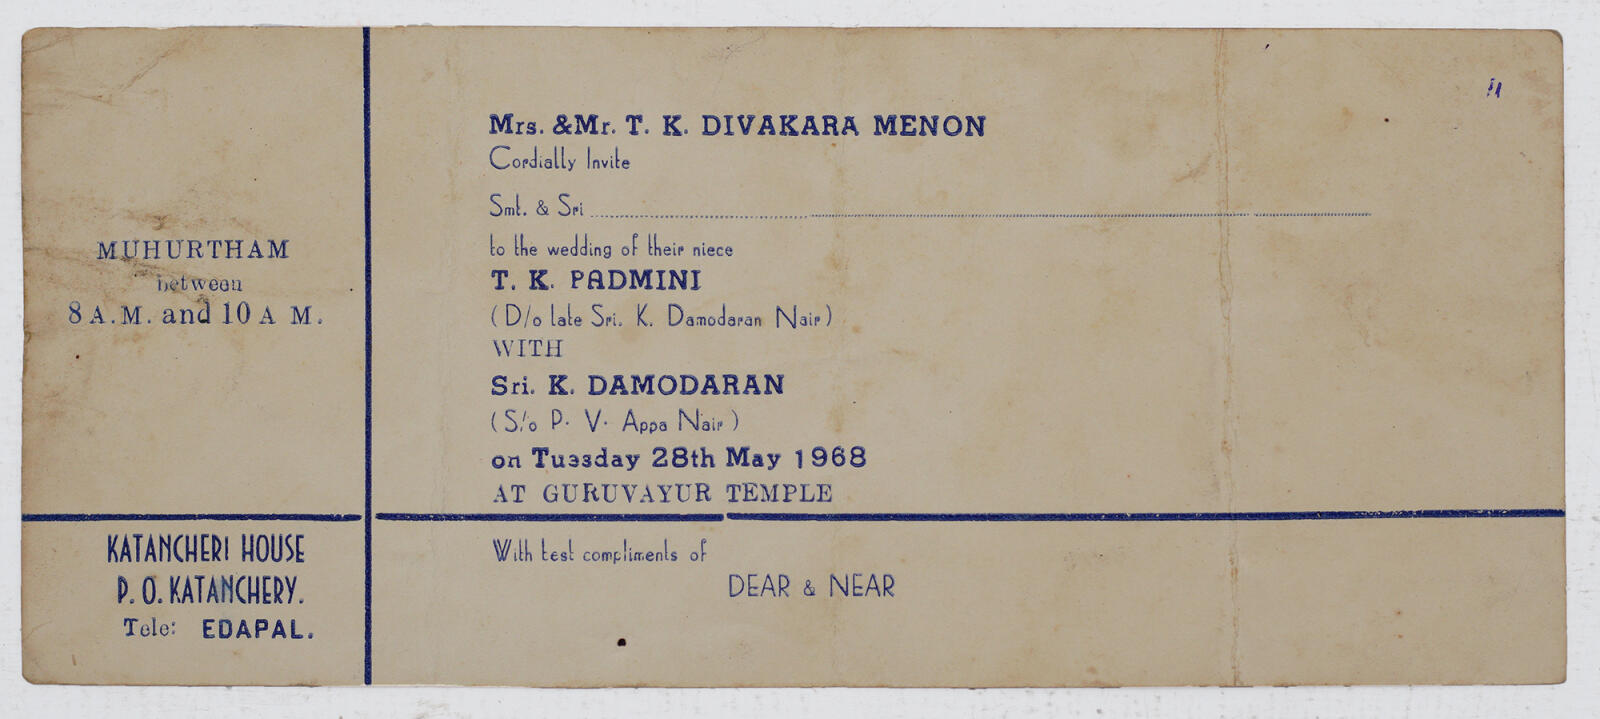 MUHURTHAM
between
8 A.M. and 10 A M.
Mrs. &Mr. T. K. DIVAKARA MENON
Cordially Invite
Smt. & Sri
to the wedding of their niece
T. K. PADMINI
(D/o late Sri. K. Damodaran Nair)
WITH
Sri. K. DAMODARAN
(S/o P. V. Appa Nair)
on Tuesday 28th May 1968
AT GURUVAYUR TEMPLE
KATANCHERI HOUSE
P. O. KATANCHERY.
Tele: EDAPAL.
With best compliments of
DEAR & NEAR